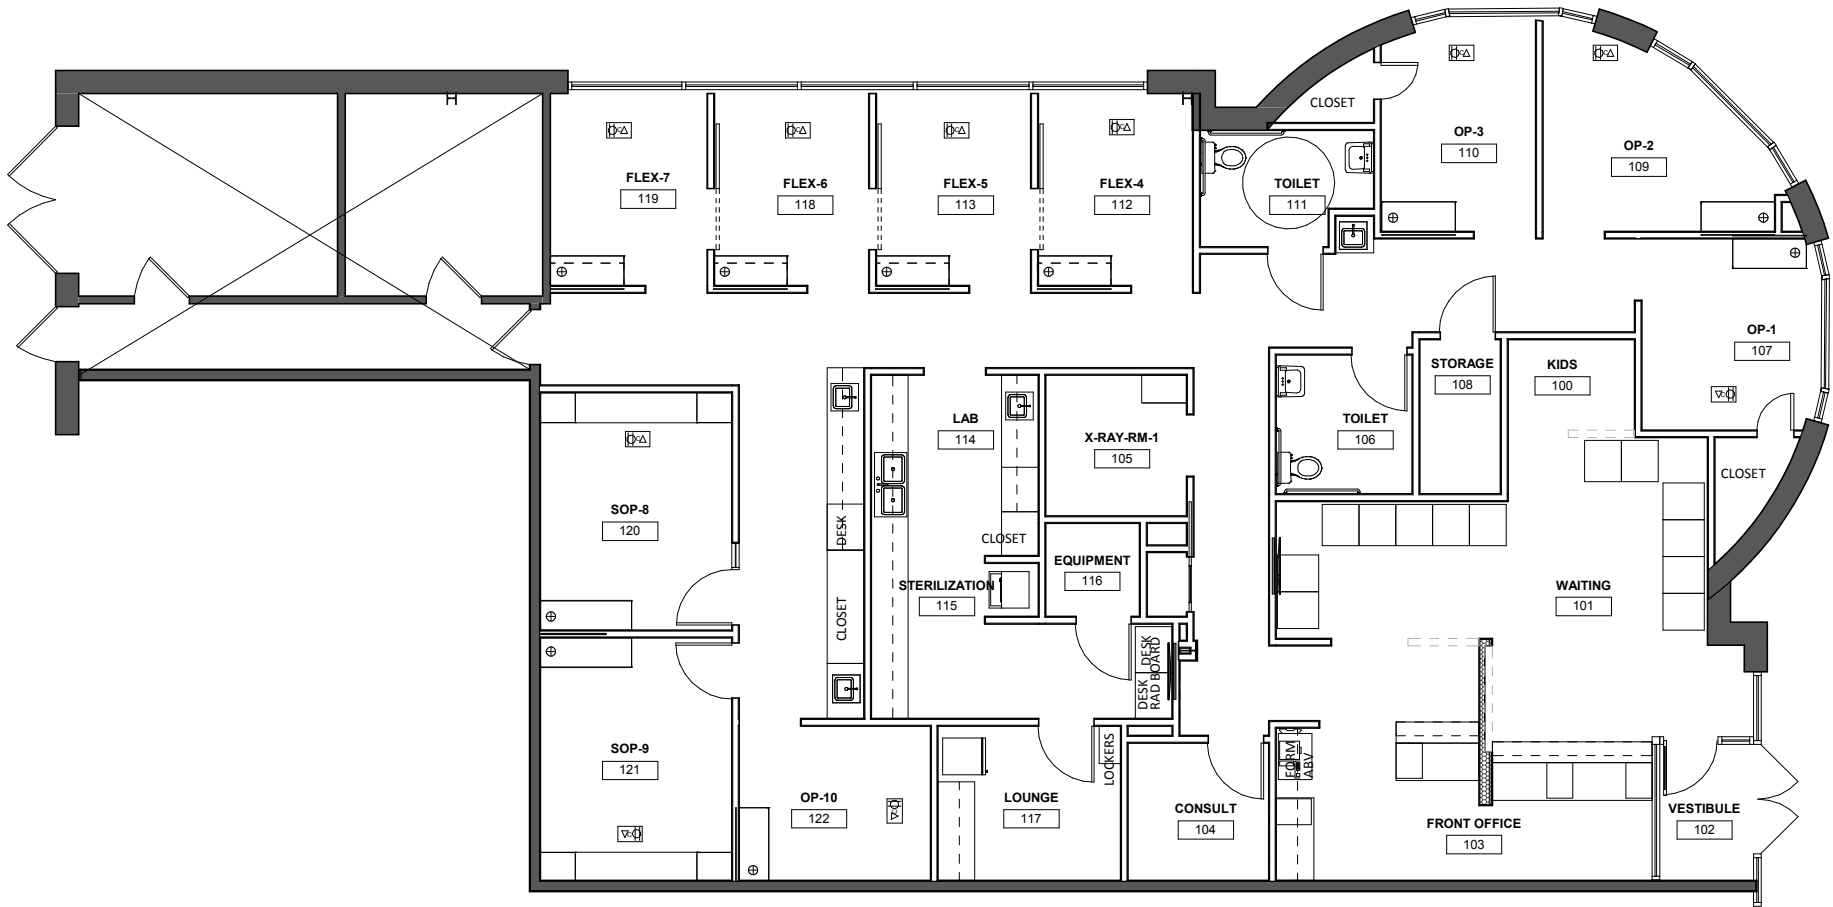 CLOSET
OP-3
110
OP-2
109
FLEX-7
119
FLEX-6
118
FLEX-5
113
FLEX-4
112
TOILET
111
OP-1
107
STORAGE
108
KIDS
100
LAB
114
X-RAY-RM-1
105
TOILET
106
CLOSET
SOP-8
120
DESK
CLOSET
EQUIPMENT
116
STERILIZATION
115
WAITING
101
CLOSET
DESK
DESK
RAD BOARD
SOP-9
121
LOCKERS
FORM
ABV
OP-10
122
LOUNGE
117
CONSULT
104
FRONT OFFICE
103
VESTIBULE
102